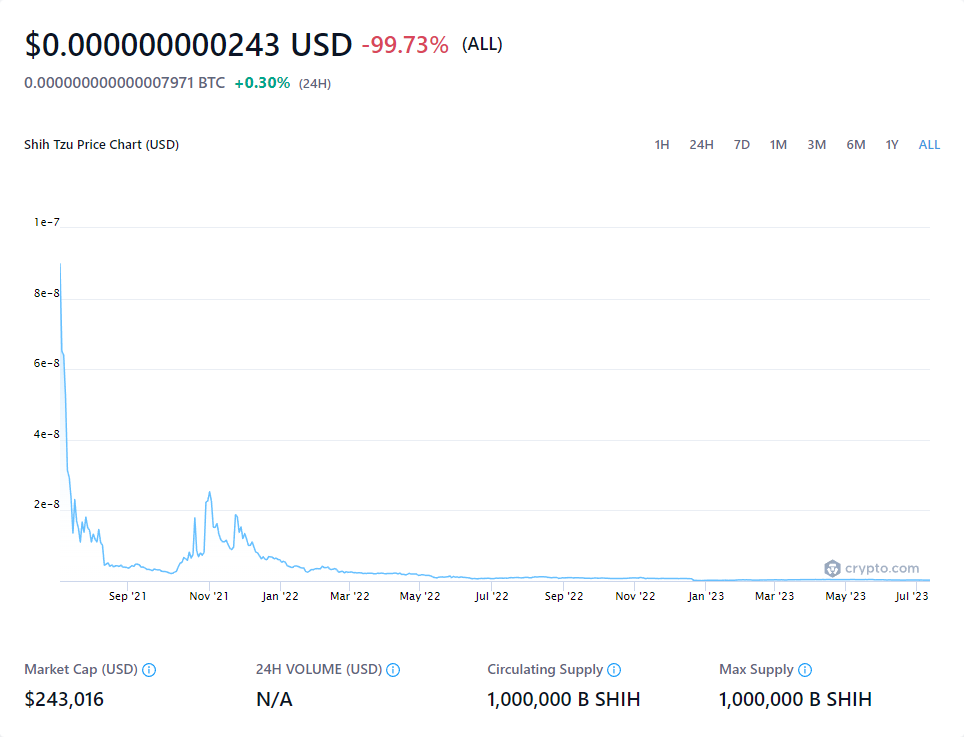 $0.000000000243 USD -99.73% (ALL)
0.000000000000007971 BTC +0.30% (24H)
Shih Tzu Price Chart (USD) 1H 24H 7D 1M 3M 6M 1Y ALL
1e-7
8e-8
6e-8
4e-8
2e-8
crypto.com
Sep '21 Nov '21 Jan '22 Mar '22 May '22 Jul '22 Sep '22 Nov '22 Jan '23 Mar '23 May '23 Jul '23
Market Cap (USD) 24H VOLUME (USD) Circulating Supply Max Supply
$243,016 N/A 1,000,000 B SHIH 1,000,000 B SHIH